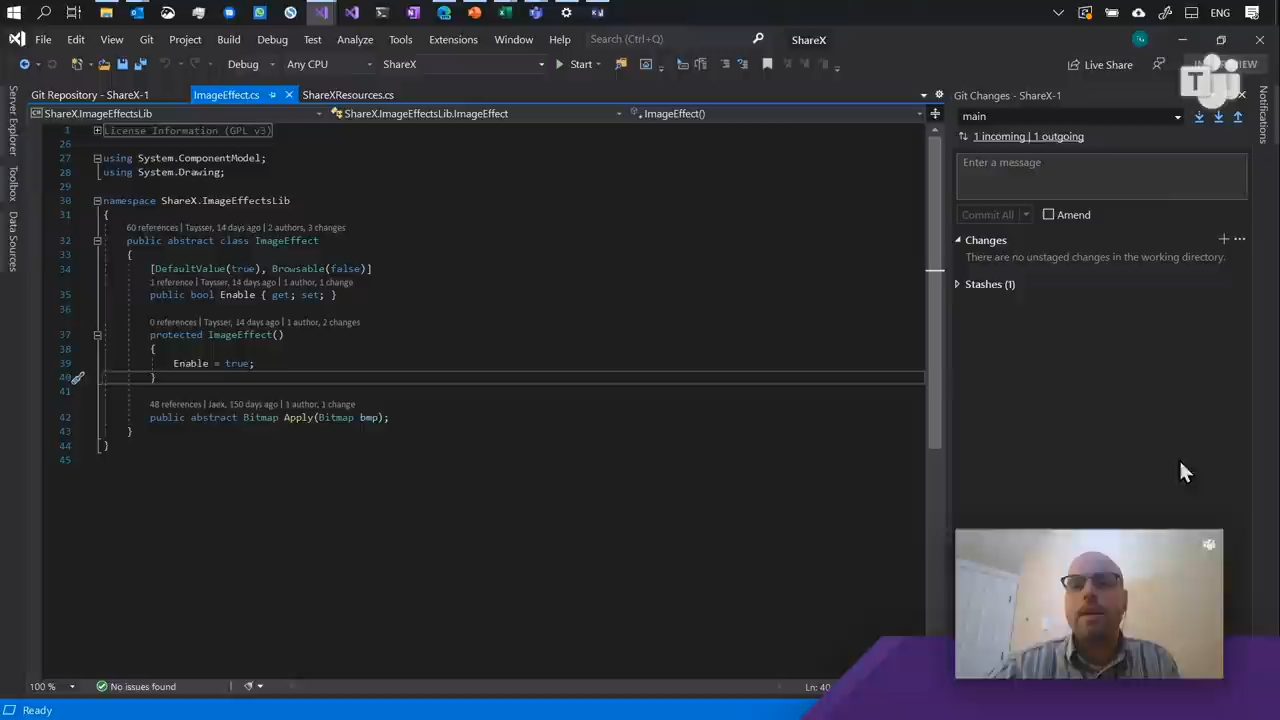 ENG
File Edit View Git Project Build Debug Test Analyze Tools Extensions Window Help Search (Ctrl+Q) ShareX
Debug Any CPU ShareX Start Live Share
T
Git Repository - ShareX-1 ImageEffect.cs ShareXResources.cs
ShareX.ImageEffectsLib ShareX.ImageEffectsLib.ImageEffect ImageEffect()
Server Explorer
Toolbox
Data Sources
1 License Information (GPL v3)
26
27 using System.ComponentModel;
28 using System.Drawing;
29
30 namespace ShareX.ImageEffectsLib
31 {
60 references | Taysser, 14 days ago | 2 authors, 3 changes
32 public abstract class ImageEffect
33 {
34 [DefaultValue(true), Browsable(false)]
1 reference | Taysser, 14 days ago | 1 author, 1 change
35 public bool Enable { get; set; }
36
0 references | Taysser, 14 days ago | 1 author, 2 changes
37 protected ImageEffect()
38 {
39 Enable = true;
40 }
41
48 references | Jaex, 150 days ago | 1 author, 1 change
42 public abstract Bitmap Apply(Bitmap bmp);
43 }
44 }
45
100 % No issues found Ln: 40
Ready
Git Changes - ShareX-1
main
1 incoming | 1 outgoing
Enter a message
Commit All Amend
Changes
There are no unstaged changes in the working directory.
Stashes (1)
Notifications